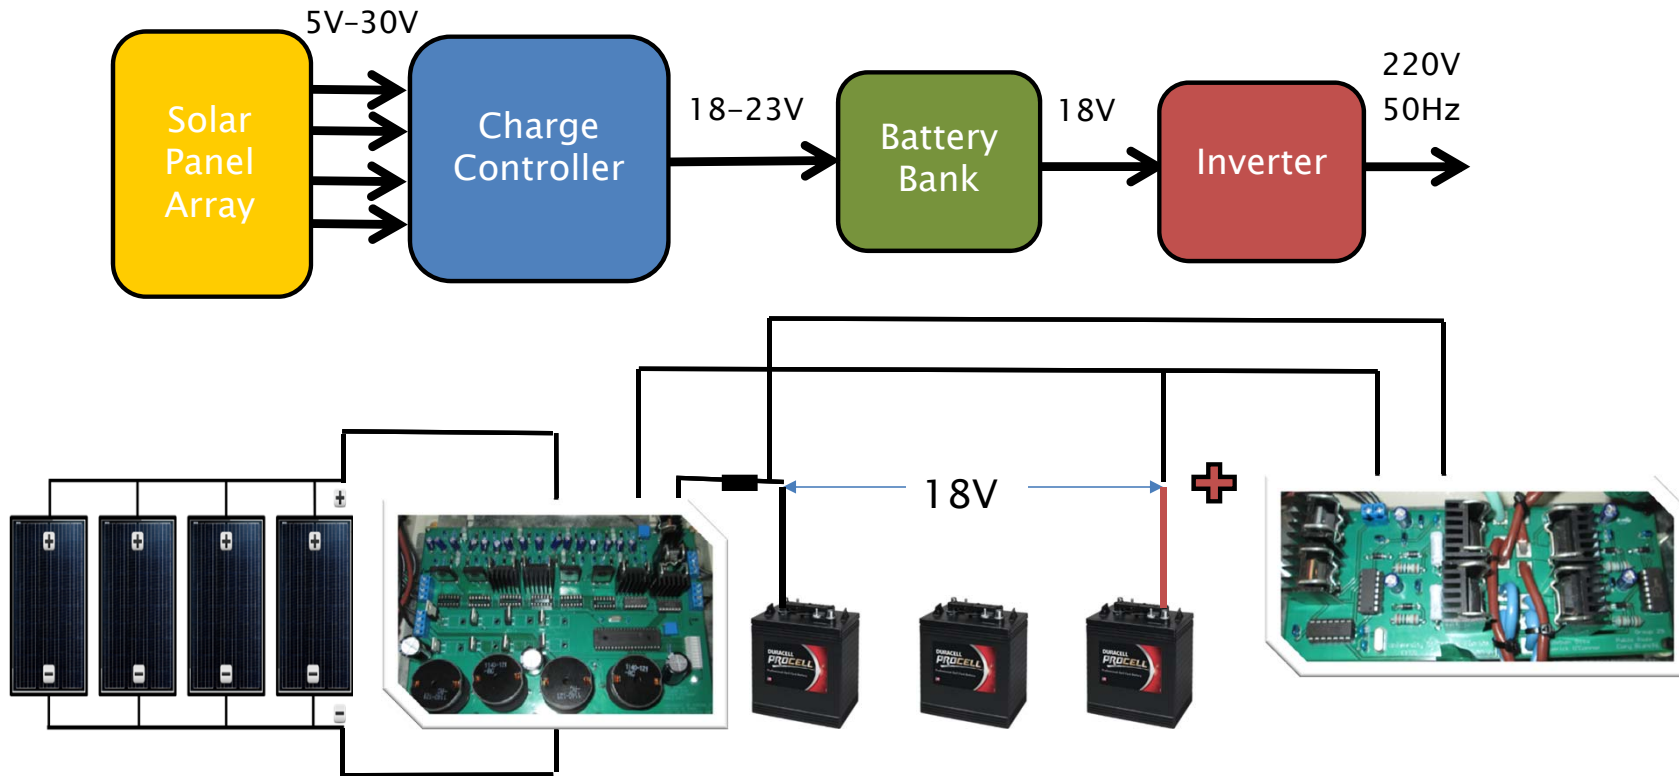 5V-30V
Solar
Panel
Array
Charge
Controller
18-23V
Battery
Bank
18V
Inverter
220V
50Hz
18V
DURACELL
PROCELL
DURACELL
PROCELL
DURACELL
PROCELL